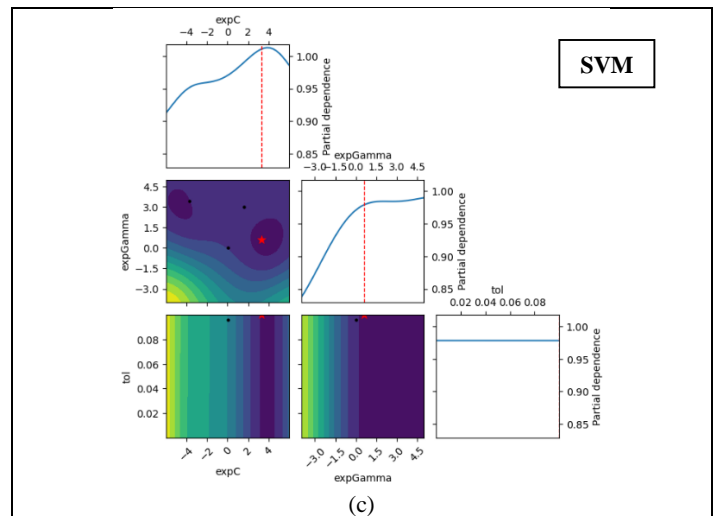 expC
−4 −2 0 2 4
1.00
0.95
0.90
0.85
Partial dependence
SVM
expGamma
−3.0 −1.5 0.0 1.5 3.0 4.5
4.5
3.0
1.5
0.0
−1.5
−3.0
expGamma
1.00
0.95
0.90
0.85
Partial dependence
tol
0.02 0.04 0.06 0.08
0.08
0.06
0.04
0.02
tol
1.00
0.95
0.90
0.85
Partial dependence
−4 −2 0 2 4
expC
−3.0 −1.5 0.0 1.5 3.0 4.5
expGamma
(c)